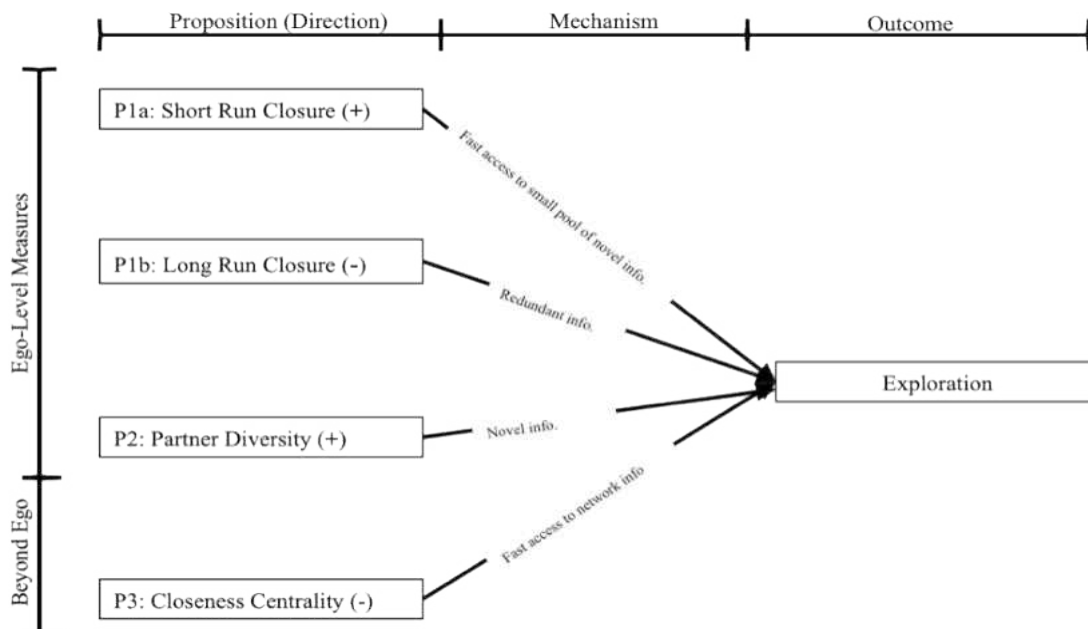 Proposition (Direction)
Mechanism
Outcome
Ego-Level Measures
Beyond Ego
P1a: Short Run Closure (+)
Fast access to small pool of novel info.
P1b: Long Run Closure (-)
Redundant info.
Exploration
P2: Partner Diversity (+)
Novel info.
P3: Closeness Centrality (-)
Fast access to network info